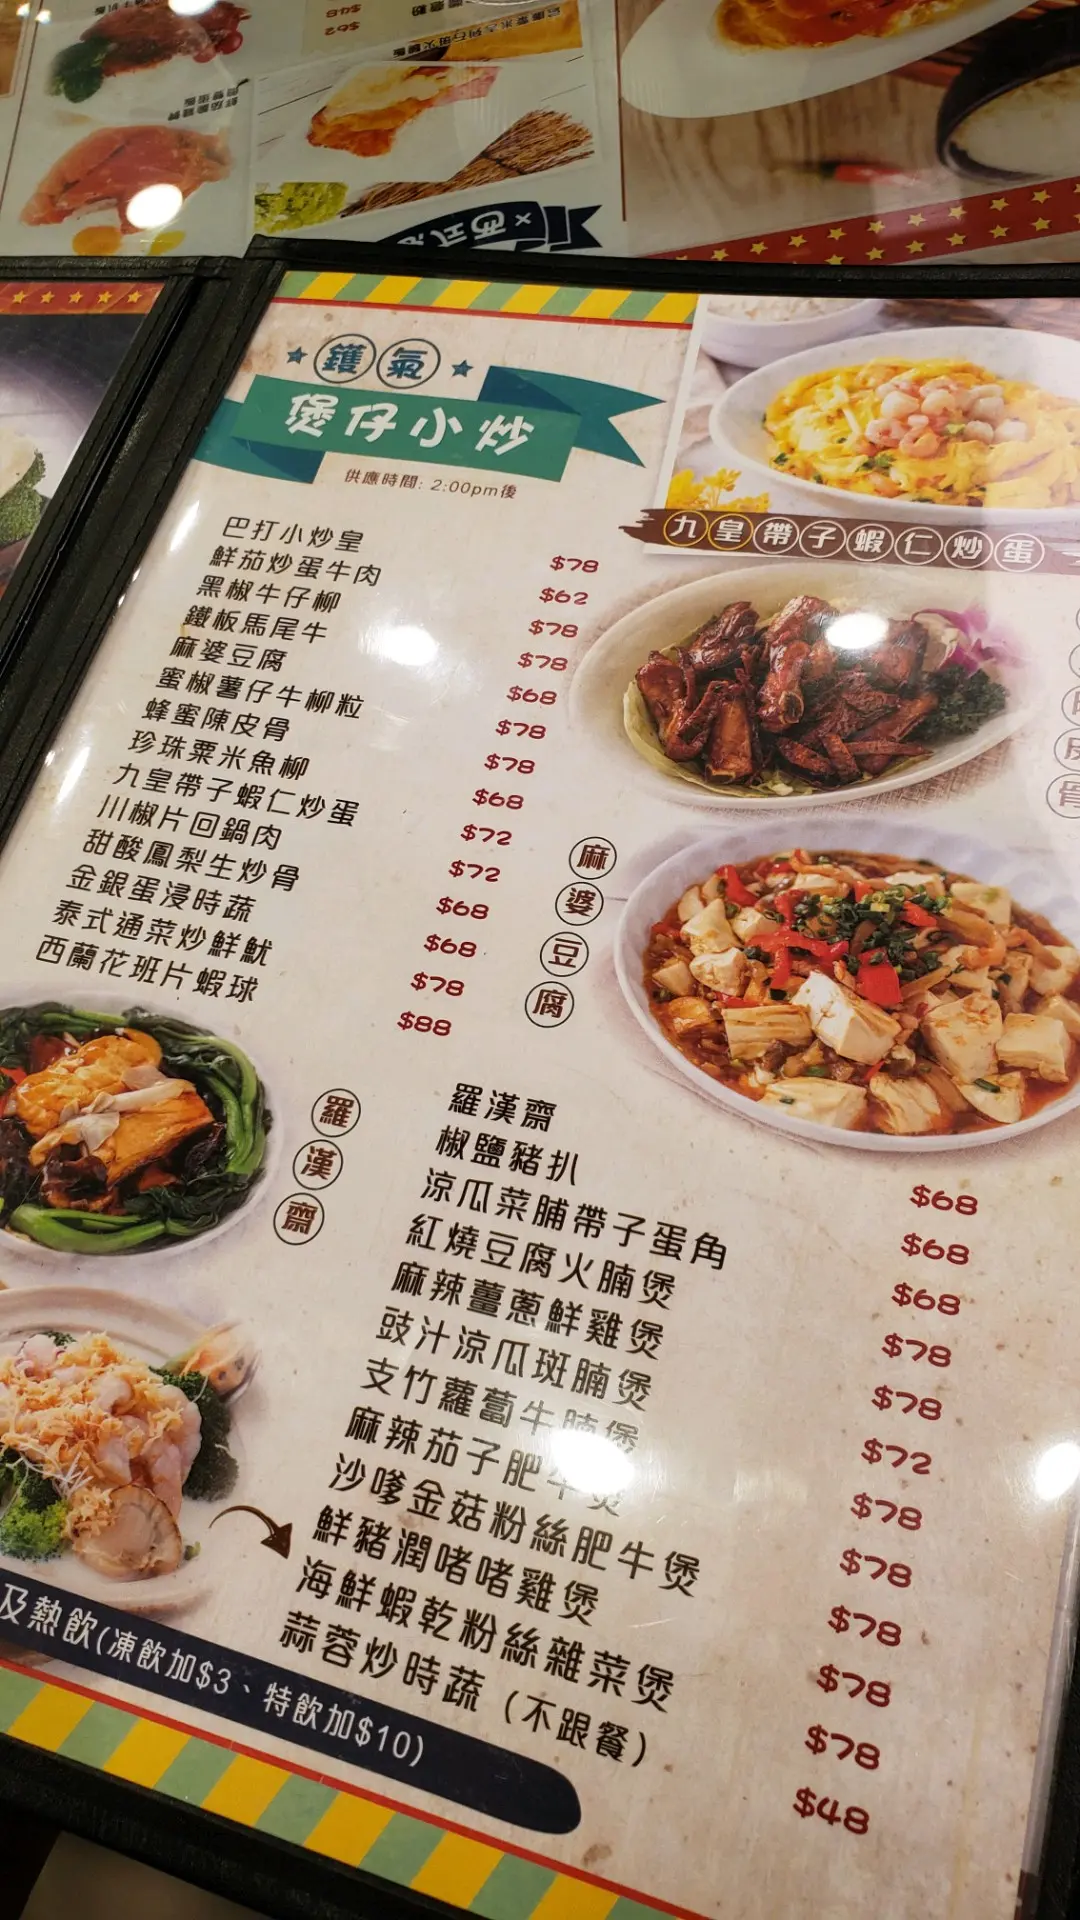 $62
$48
鑊氣
煲仔小炒
供應時間: 2:00pm後
九皇帶子蝦仁炒蛋
巴打小炒皇 $78
鮮茄炒蛋牛肉 $62
黑椒牛仔柳 $78
鐵板馬尾牛 $78
麻婆豆腐 $68
蜜椒薯仔牛柳粒 $78
蜂蜜陳皮骨 $78
珍珠粟米魚柳 $68
九皇帶子蝦仁炒蛋 $72
川椒片回鍋肉 $72
甜酸鳳梨生炒骨 $68
金銀蛋浸時蔬 $68
泰式通菜炒鮮魷 $78
西蘭花班片蝦球 $88
皮骨
麻婆豆腐
羅漢齋
羅漢齋 $68
椒鹽豬扒 $68
涼瓜菜脯帶子蛋角 $68
紅燒豆腐火腩煲 $78
麻辣薑蔥鮮雞煲 $78
豉汁涼瓜斑腩煲 $72
支竹蘿蔔牛腩煲 $78
麻辣茄子肥牛煲 $78
沙嗲金菇粉絲肥牛煲 $78
鮮豬潤啫啫雞煲 $78
海鮮蝦乾粉絲雜菜煲 $78
蒜蓉炒時蔬 (不跟餐) $48
及熱飲(凍飲加$3、特飲加$10)